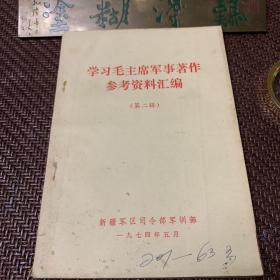 学习毛主席军事著作
参考资料汇编
（第二辑）
新疆军区司令部军训部
一九七四年五月